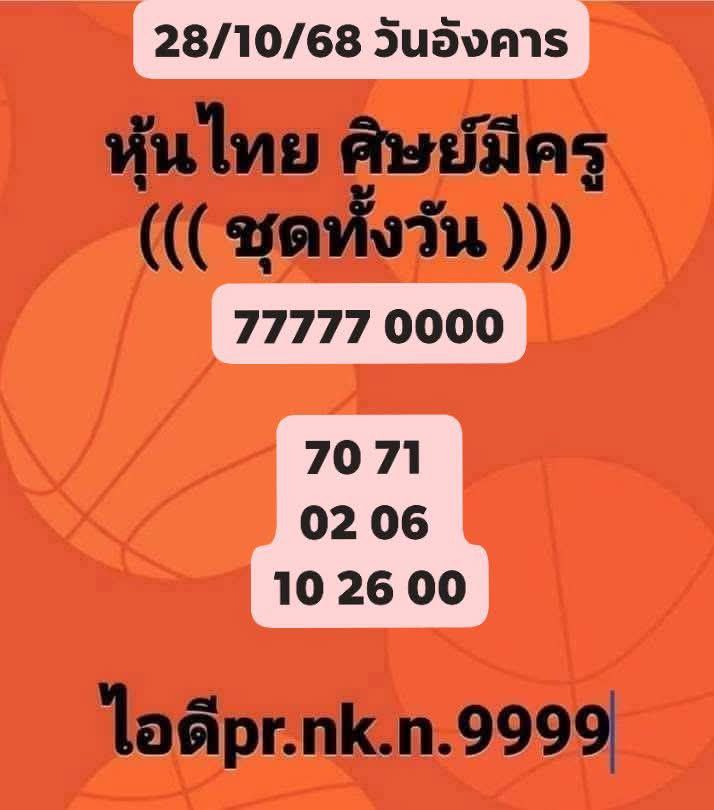 28/10/68 วันอังคาร
หุ้นไทย ศิษย์มีครู
((( ชุดทั้งวัน )))
77777 0000
70 71
02 06
10 26 00
ไอดีpr.nk.n.9999